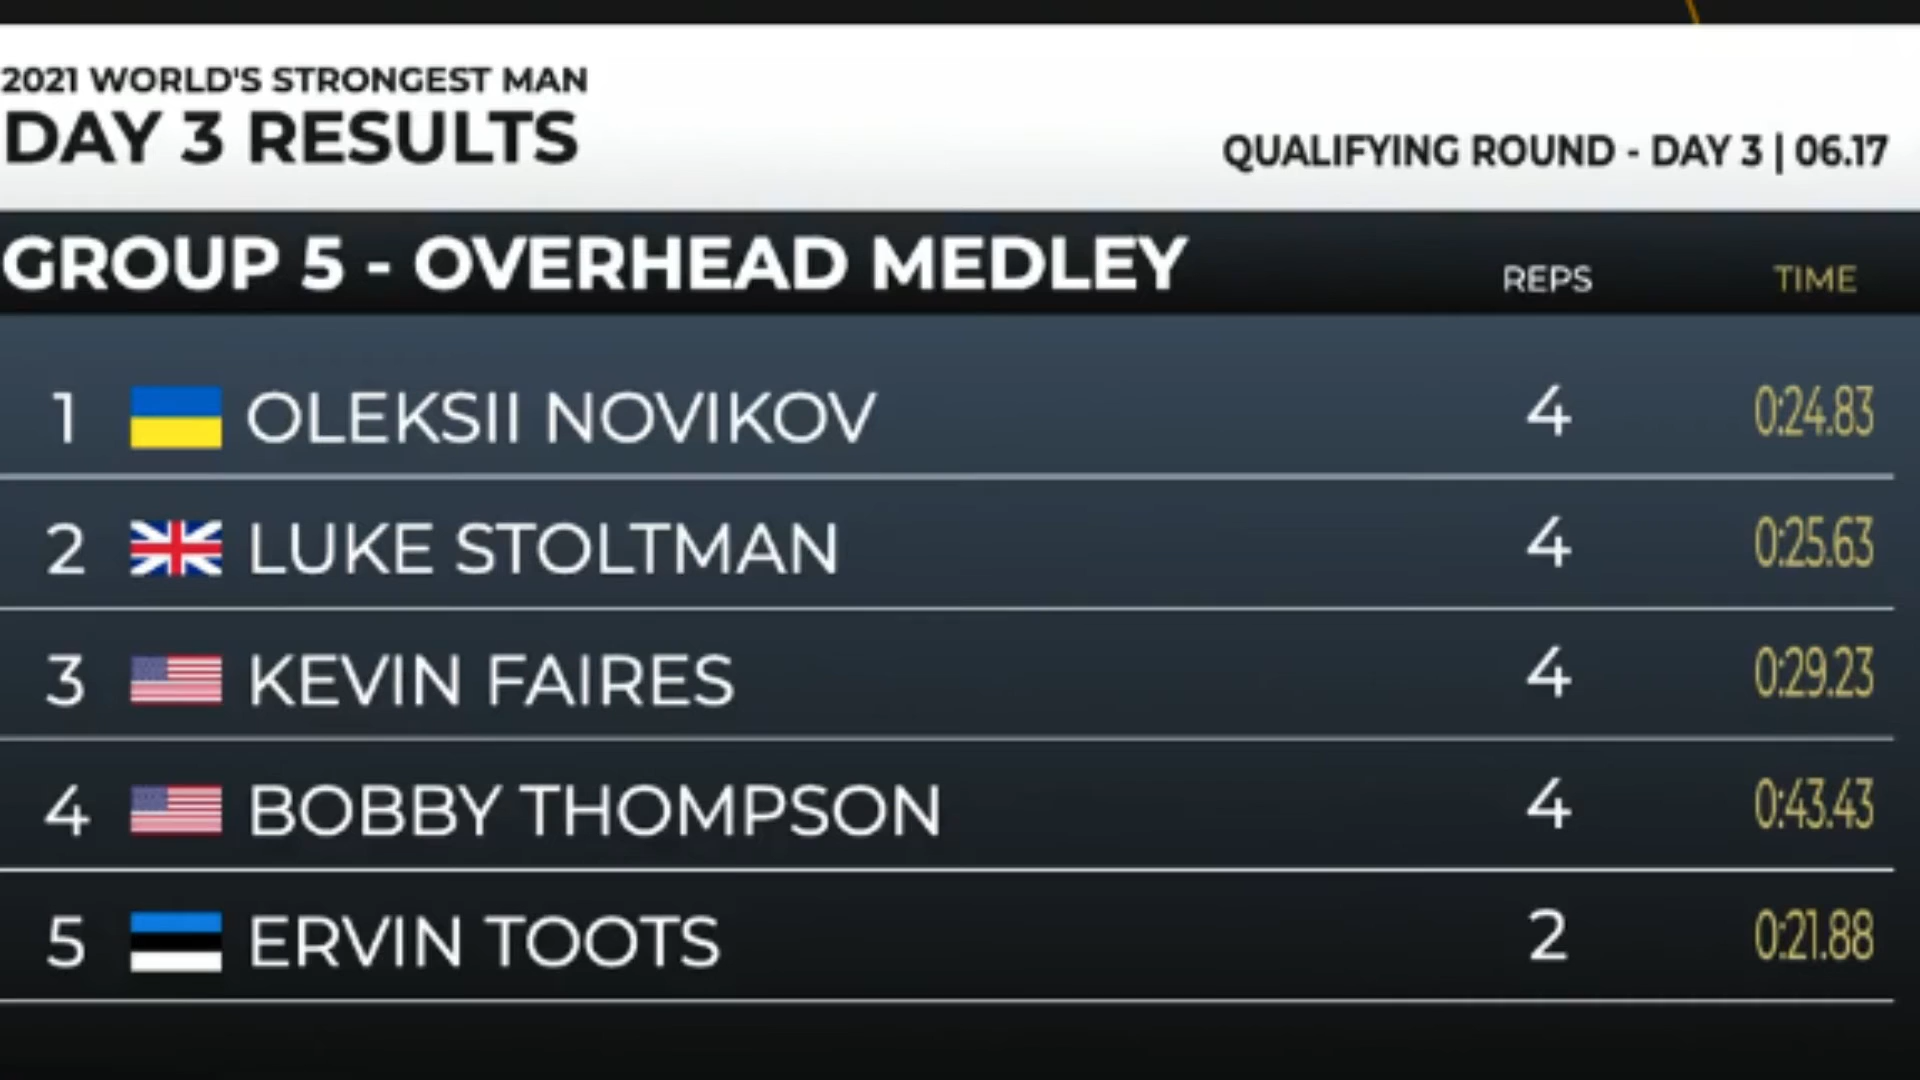 2021 WORLD'S STRONGEST MAN
DAY 3 RESULTS
QUALIFYING ROUND - DAY 3 | 06.17
GROUP 5 - OVERHEAD MEDLEY REPS TIME
1 OLEKSII NOVIKOV 4 0:24.83
2 LUKE STOLTMAN 4 0:25.63
3 KEVIN FAIRES 4 0:29.23
4 BOBBY THOMPSON 4 0:43.43
5 ERVIN TOOTS 2 0:21.88